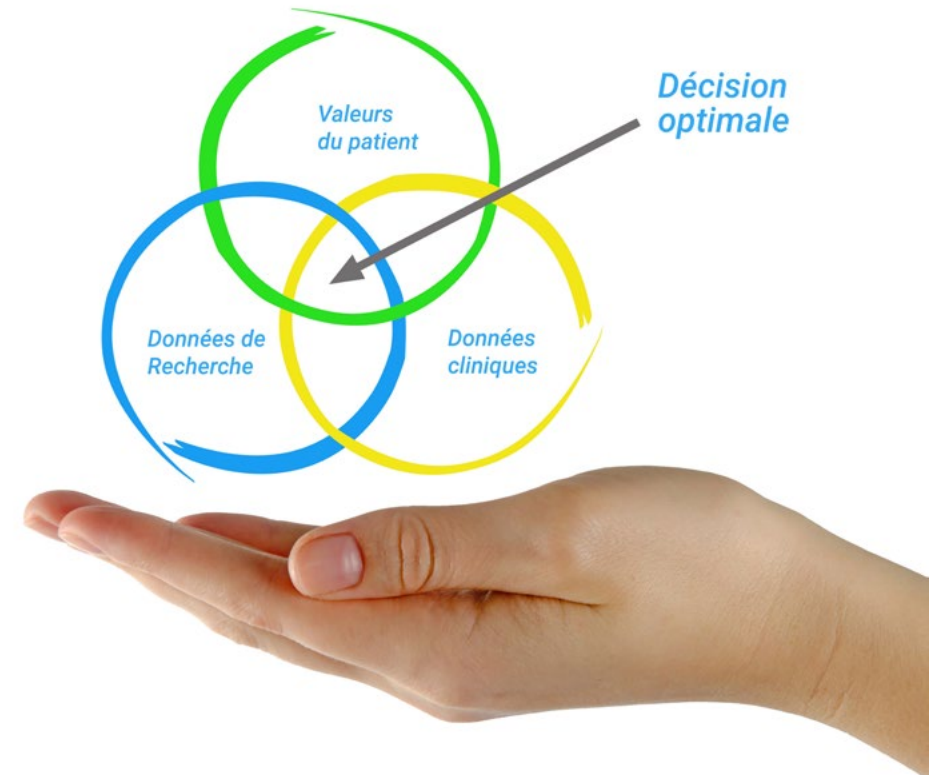 Valeurs
du patient
Décision
optimale
Données de
Recherche
Données
cliniques